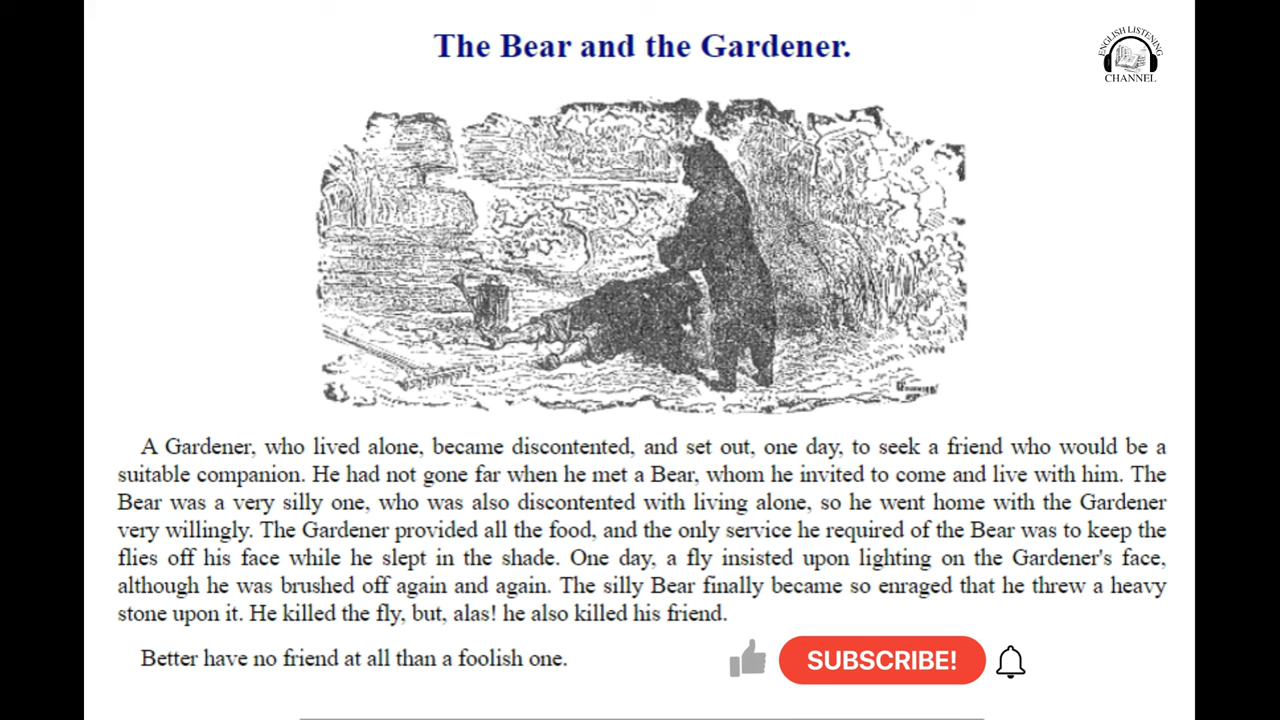 The Bear and the Gardener.
ENGLISH LISTENING
CHANNEL
A Gardener, who lived alone, became discontented, and set out, one day, to seek a friend who would be a
suitable companion. He had not gone far when he met a Bear, whom he invited to come and live with him. The
Bear was a very silly one, who was also discontented with living alone, so he went home with the Gardener
very willingly. The Gardener provided all the food, and the only service he required of the Bear was to keep the
flies off his face while he slept in the shade. One day, a fly insisted upon lighting on the Gardener's face,
although he was brushed off again and again. The silly Bear finally became so enraged that he threw a heavy
stone upon it. He killed the fly, but, alas! he also killed his friend.
Better have no friend at all than a foolish one.
SUBSCRIBE!